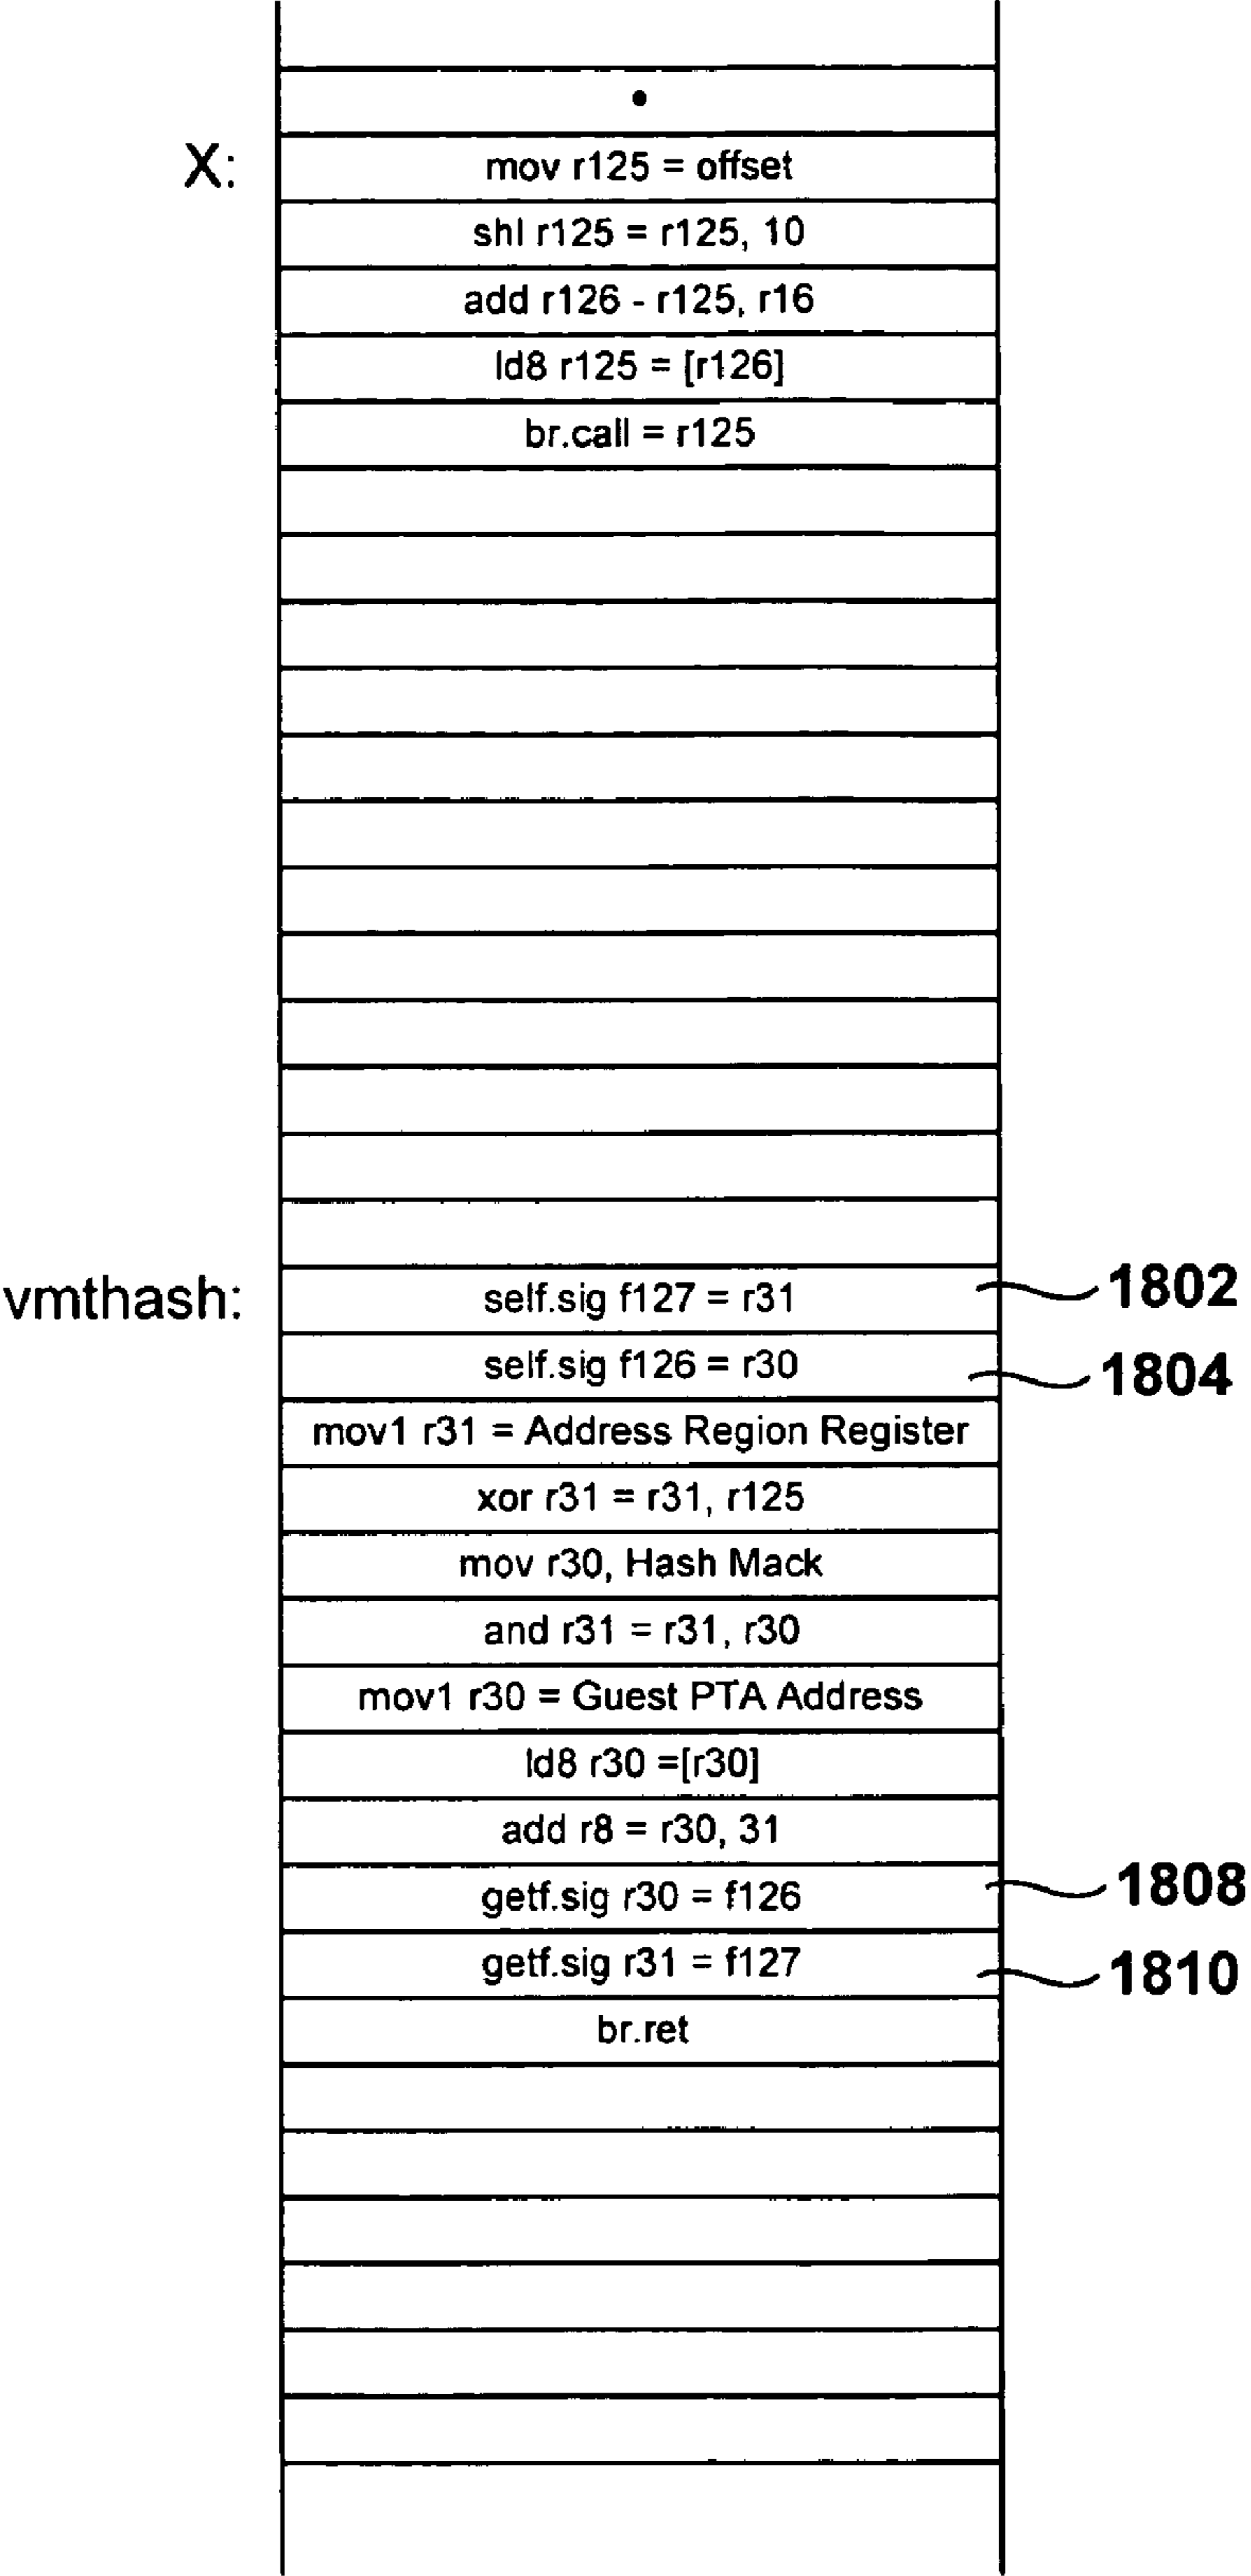 X:
mov r125 = offset
shl r125 = r125, 10
add r126 - r125, r16
ld8 r125 = [r126]
br.call = r125
vmthash:
self.sig f127 = r31
1802
self.sig f126 = r30
1804
mov1 r31 = Address Region Register
xor r31 = r31, r125
mov r30, Hash Mack
and r31 = r31, r30
mov1 r30 = Guest PTA Address
ld8 r30 =[r30]
add r8 = r30, 31
getf.sig r30 = f126
1808
getf.sig r31 = f127
1810
br.ret